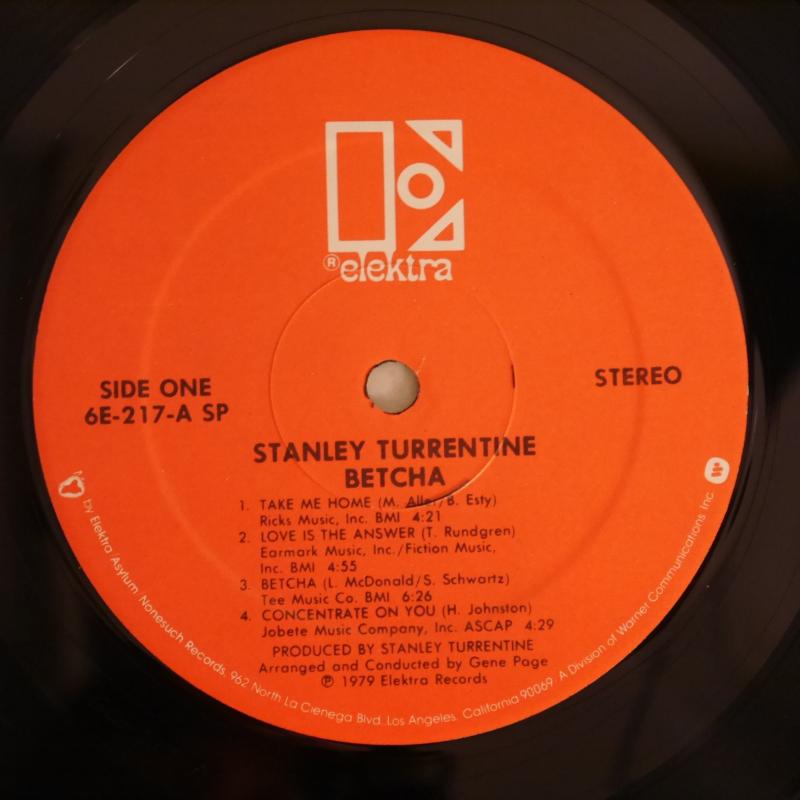 ® elektra
SIDE ONE
6E-217-A SP
STEREO
STANLEY TURRENTINE
BETCHA
1. TAKE ME HOME (M. Aller/B. Esty)
Ricks Music, Inc. BMI 4:21
2. LOVE IS THE ANSWER (T. Rundgren)
Earmark Music, Inc./Fiction Music,
Inc. BMI 4:55
3. BETCHA (L. McDonald/S. Schwartz)
Tee Music Co. BMI 6:26
4. CONCENTRATE ON YOU (H. Johnston)
Jobete Music Company, Inc. ASCAP 4:29
PRODUCED BY STANLEY TURRENTINE
Arranged and Conducted by Gene Page
℗ 1979 Elektra Records
by Elektra/Asylum/Nonesuch Records, 962 North La Cienega Blvd. Los Angeles, California 90069. A Division of Warner Communications Inc